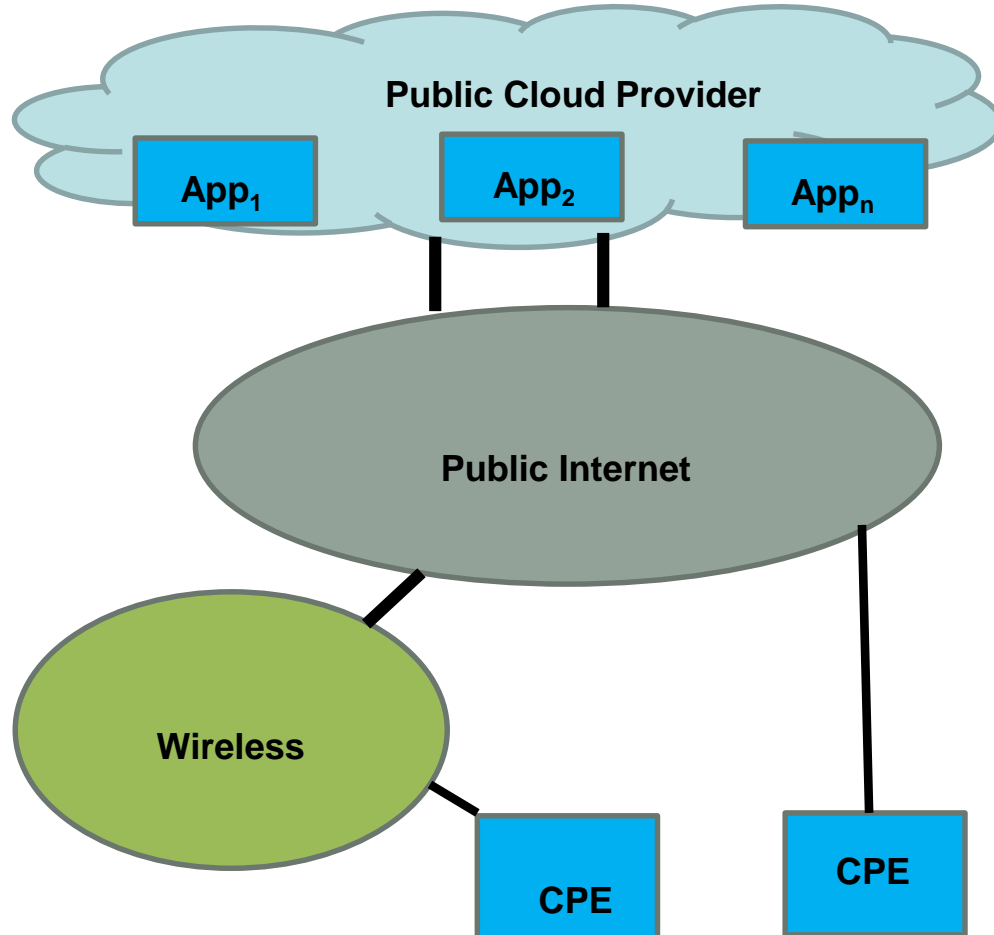 Public Cloud Provider
App₁
App₂
Appₙ
Public Internet
Wireless
CPE
CPE